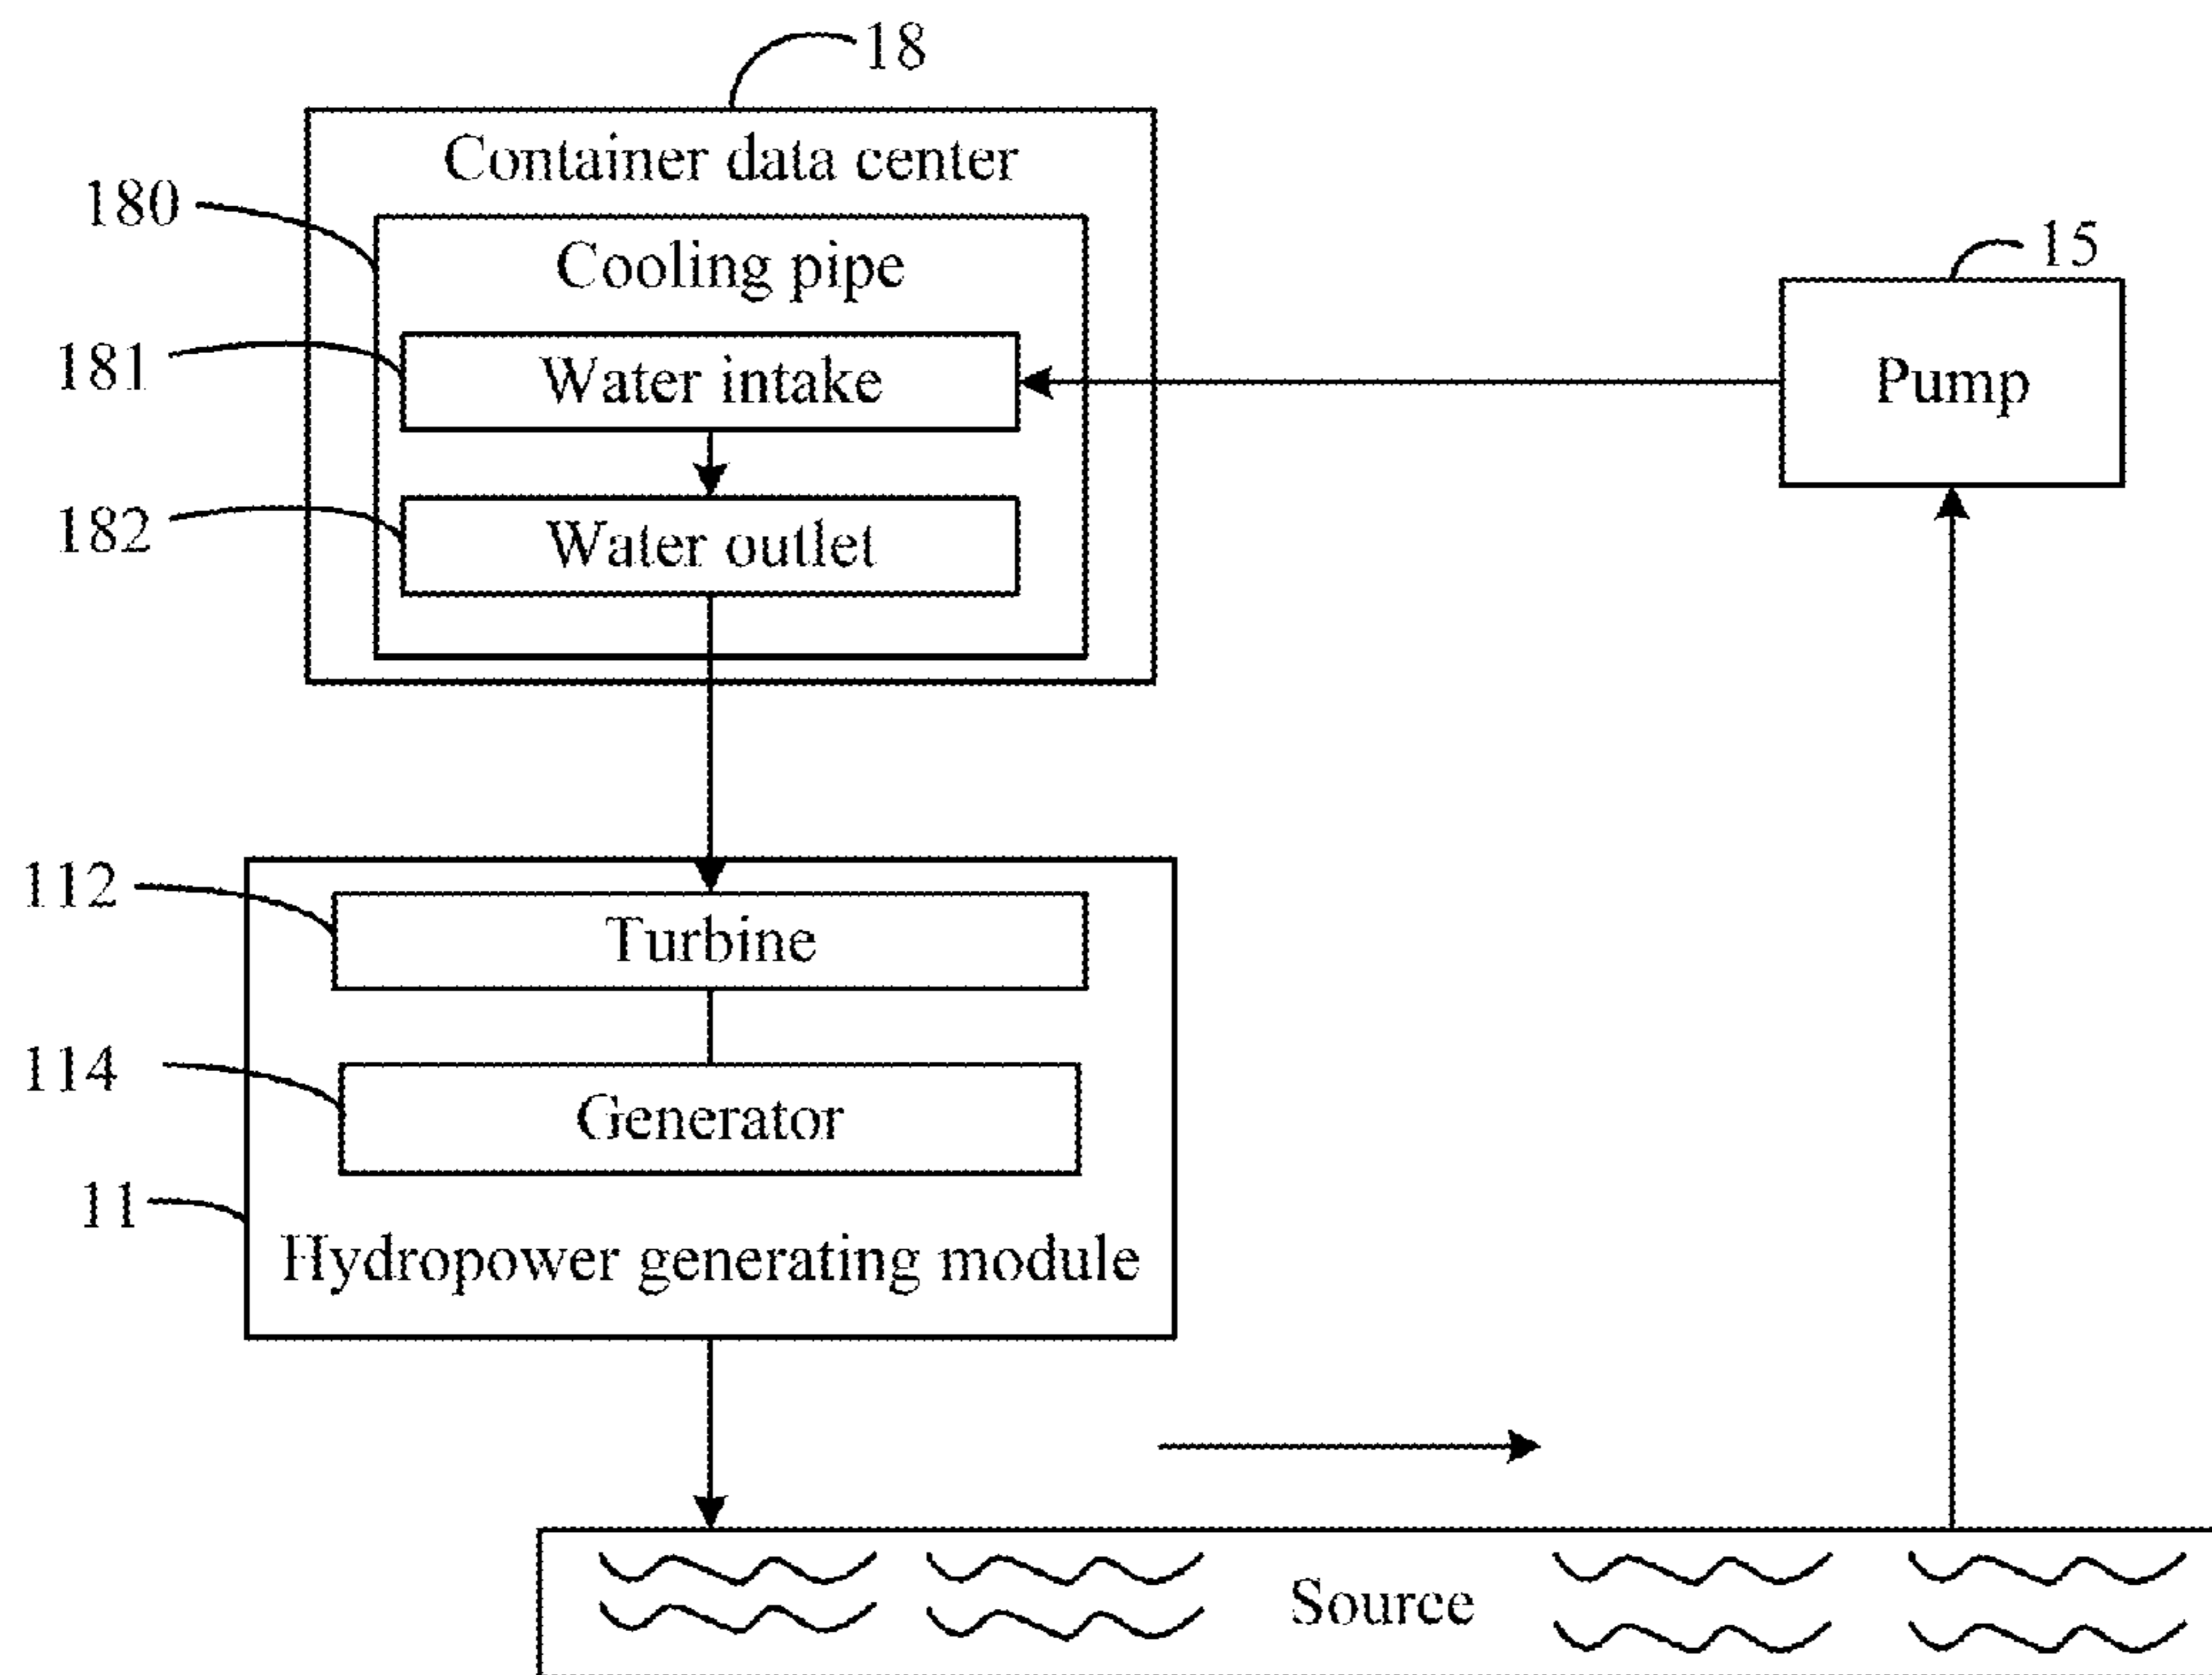 18
Container data center
180
Cooling pipe
15
181
Water intake
Pump
182
Water outlet
112
Turbine
114
Generator
11
Hydropower generating module
Source